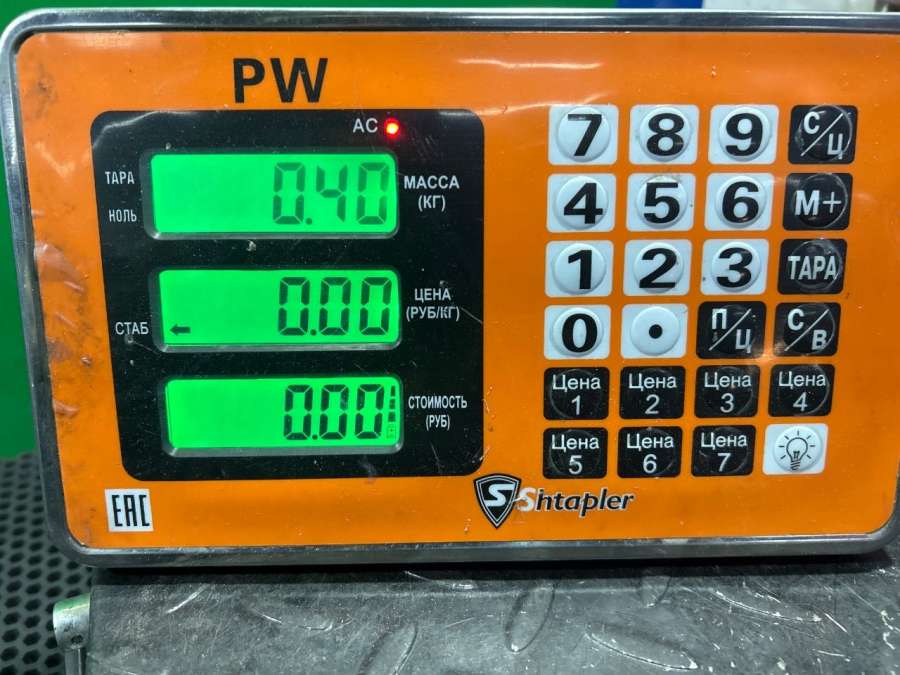 PW
AC
ТАРА
НОЛЬ
0.40
МАССА
(КГ)
СТАБ
0.00
ЦЕНА
(РУБ/КГ)
0.00
СТОИМОСТЬ
(РУБ)
7 8 9 С/Ц
4 5 6 М+
1 2 3 ТАРА
0 . П/Ц С/В
Цена 1 Цена 2 Цена 3 Цена 4
Цена 5 Цена 6 Цена 7
EAC
S Shtapler